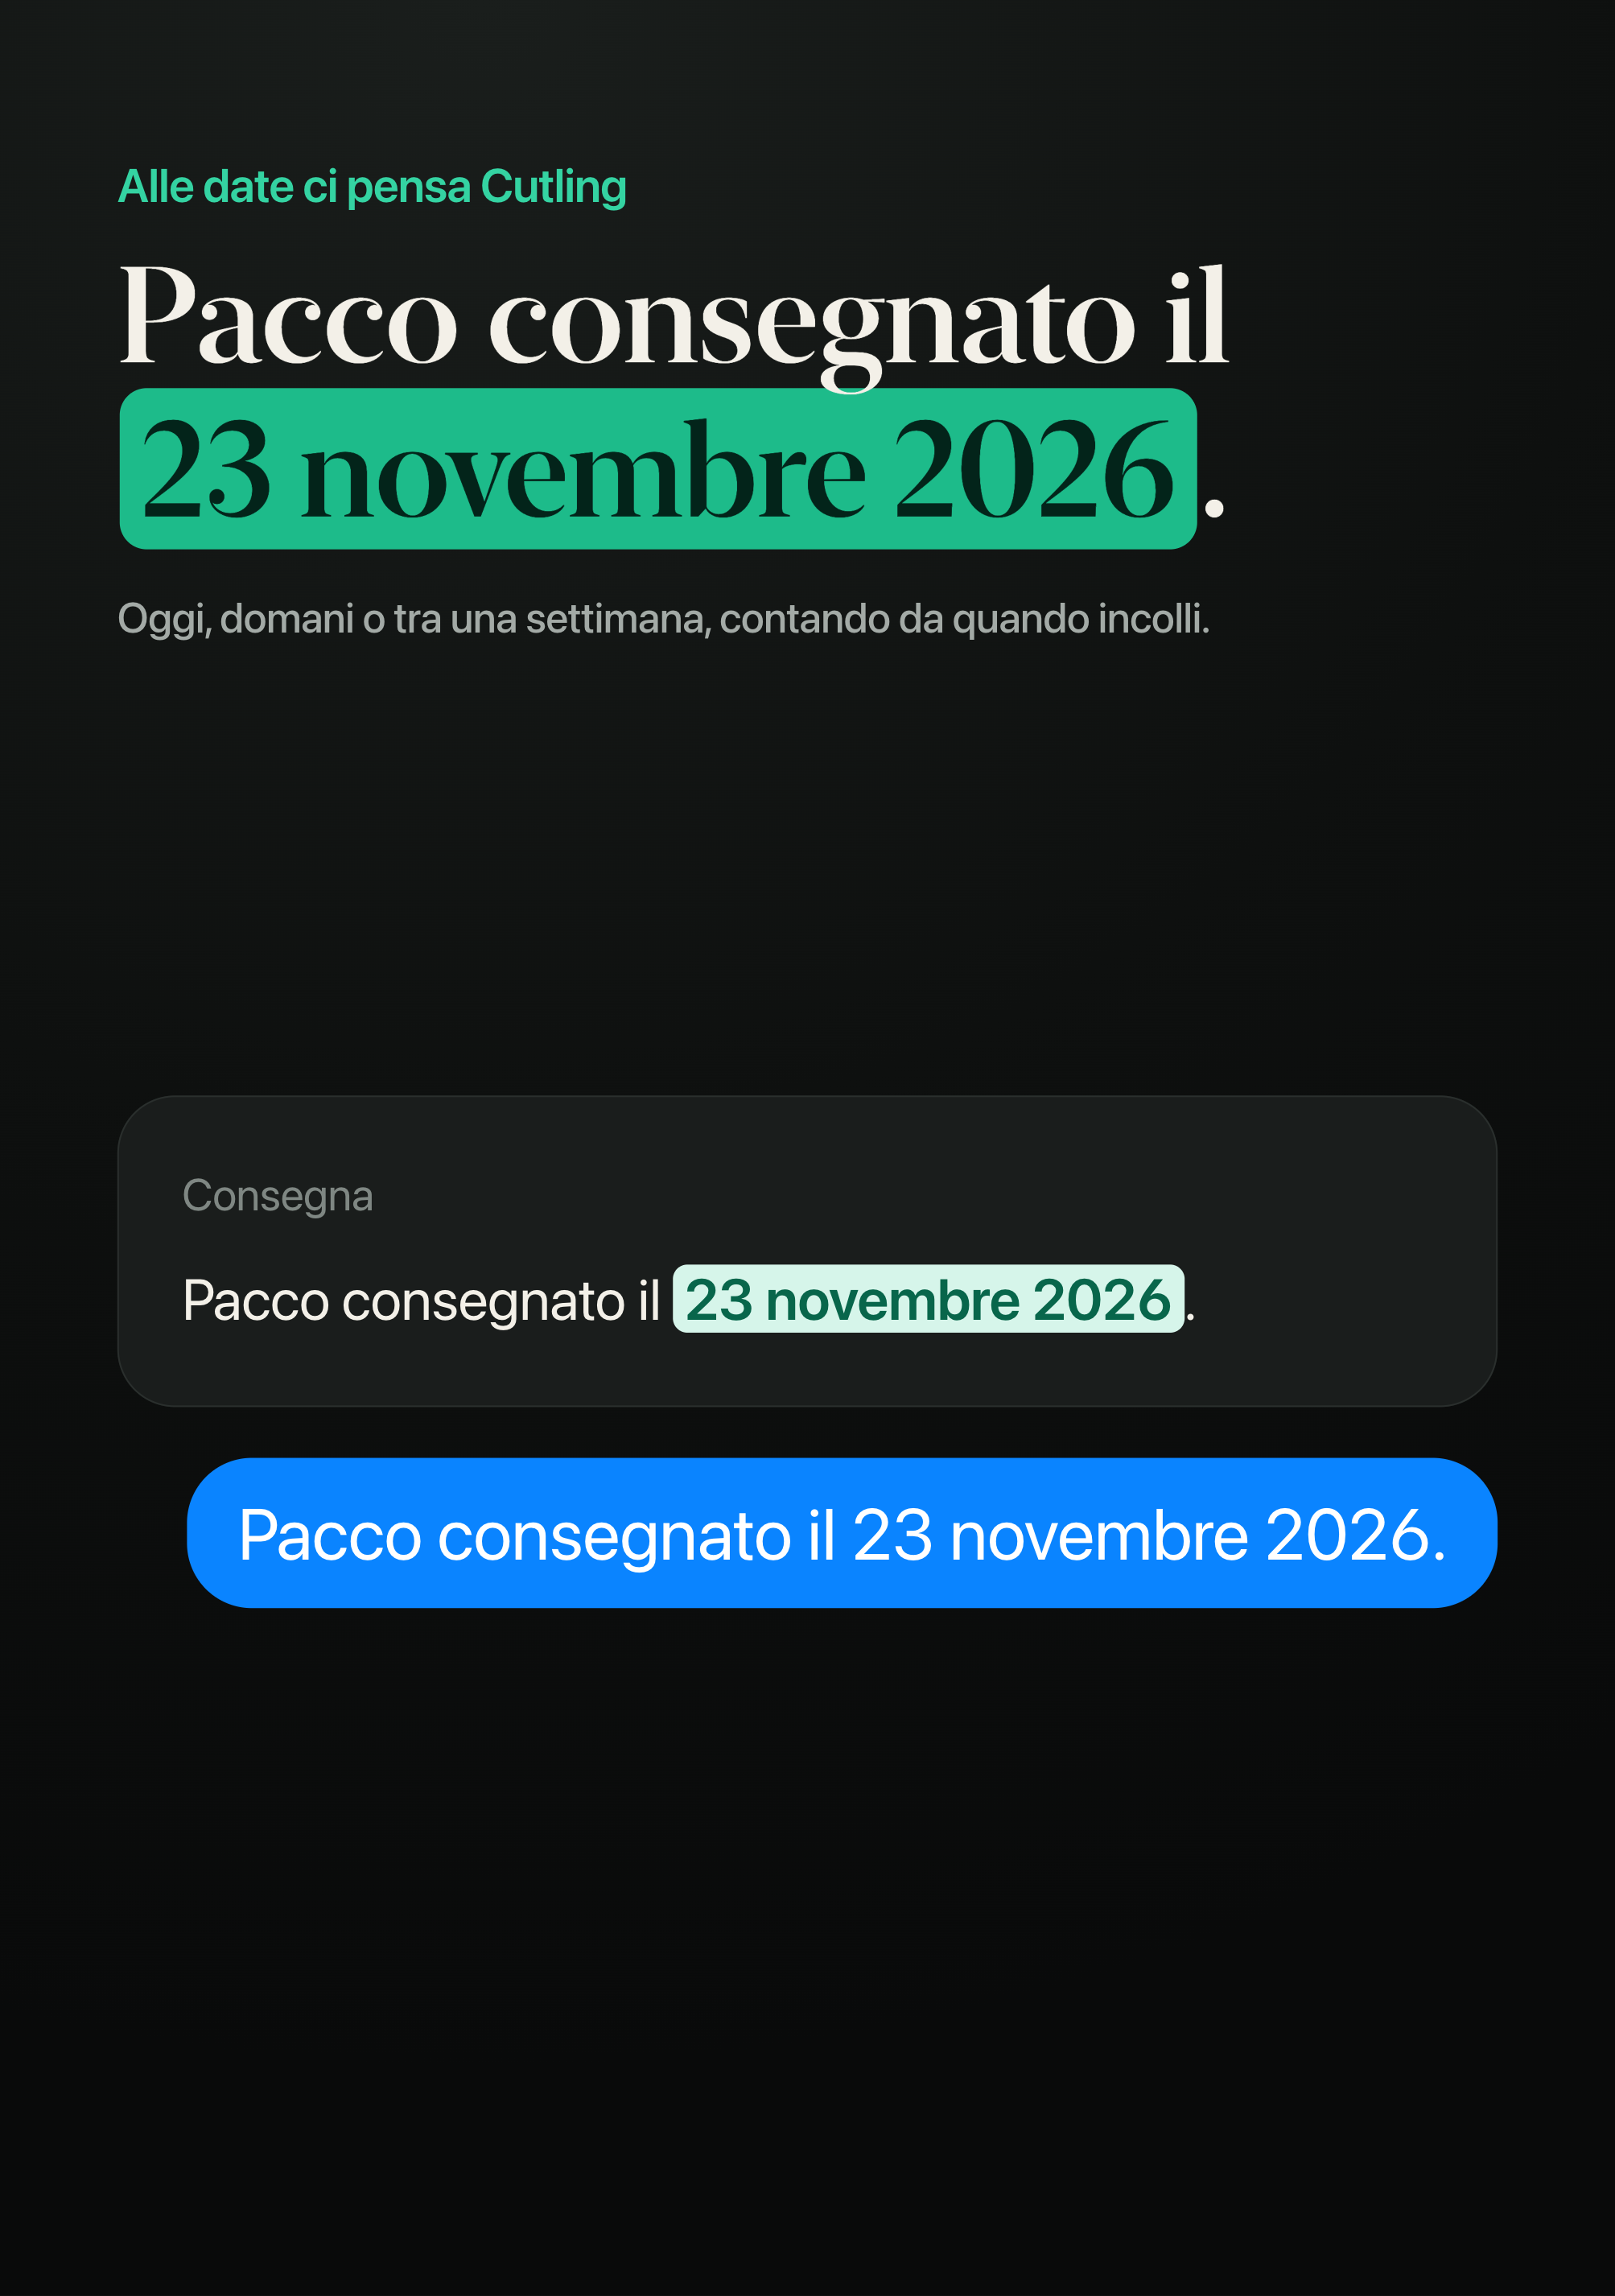 Alle date ci pensa Cutling
Pacco consegnato il
23 novembre 2026.
Oggi, domani o tra una settimana, contando da quando incolli.
Consegna
Pacco consegnato il 23 novembre 2026.
Pacco consegnato il 23 novembre 2026.